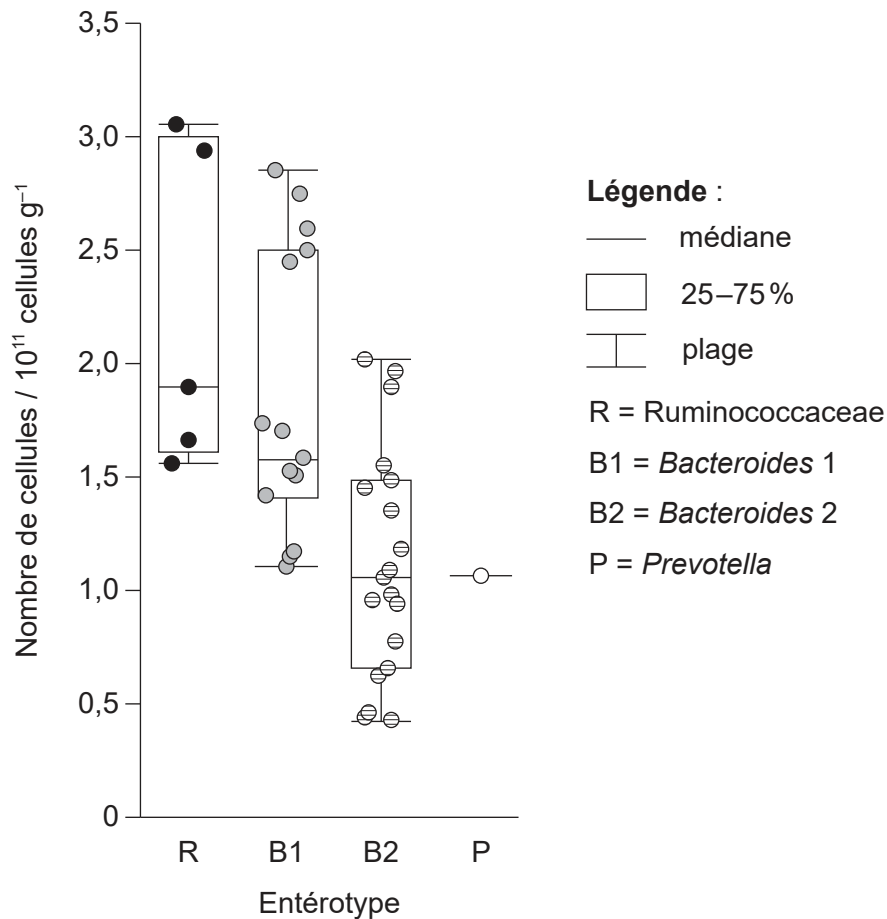 3,5
3,0
2,5
2,0
1,5
1,0
0,5
0
Nombre de cellules / 10¹¹ cellules g⁻¹
R B1 B2 P
Entérotype
Légende :
médiane
25–75 %
plage
R = Ruminococcaceae
B1 = Bacteroides 1
B2 = Bacteroides 2
P = Prevotella